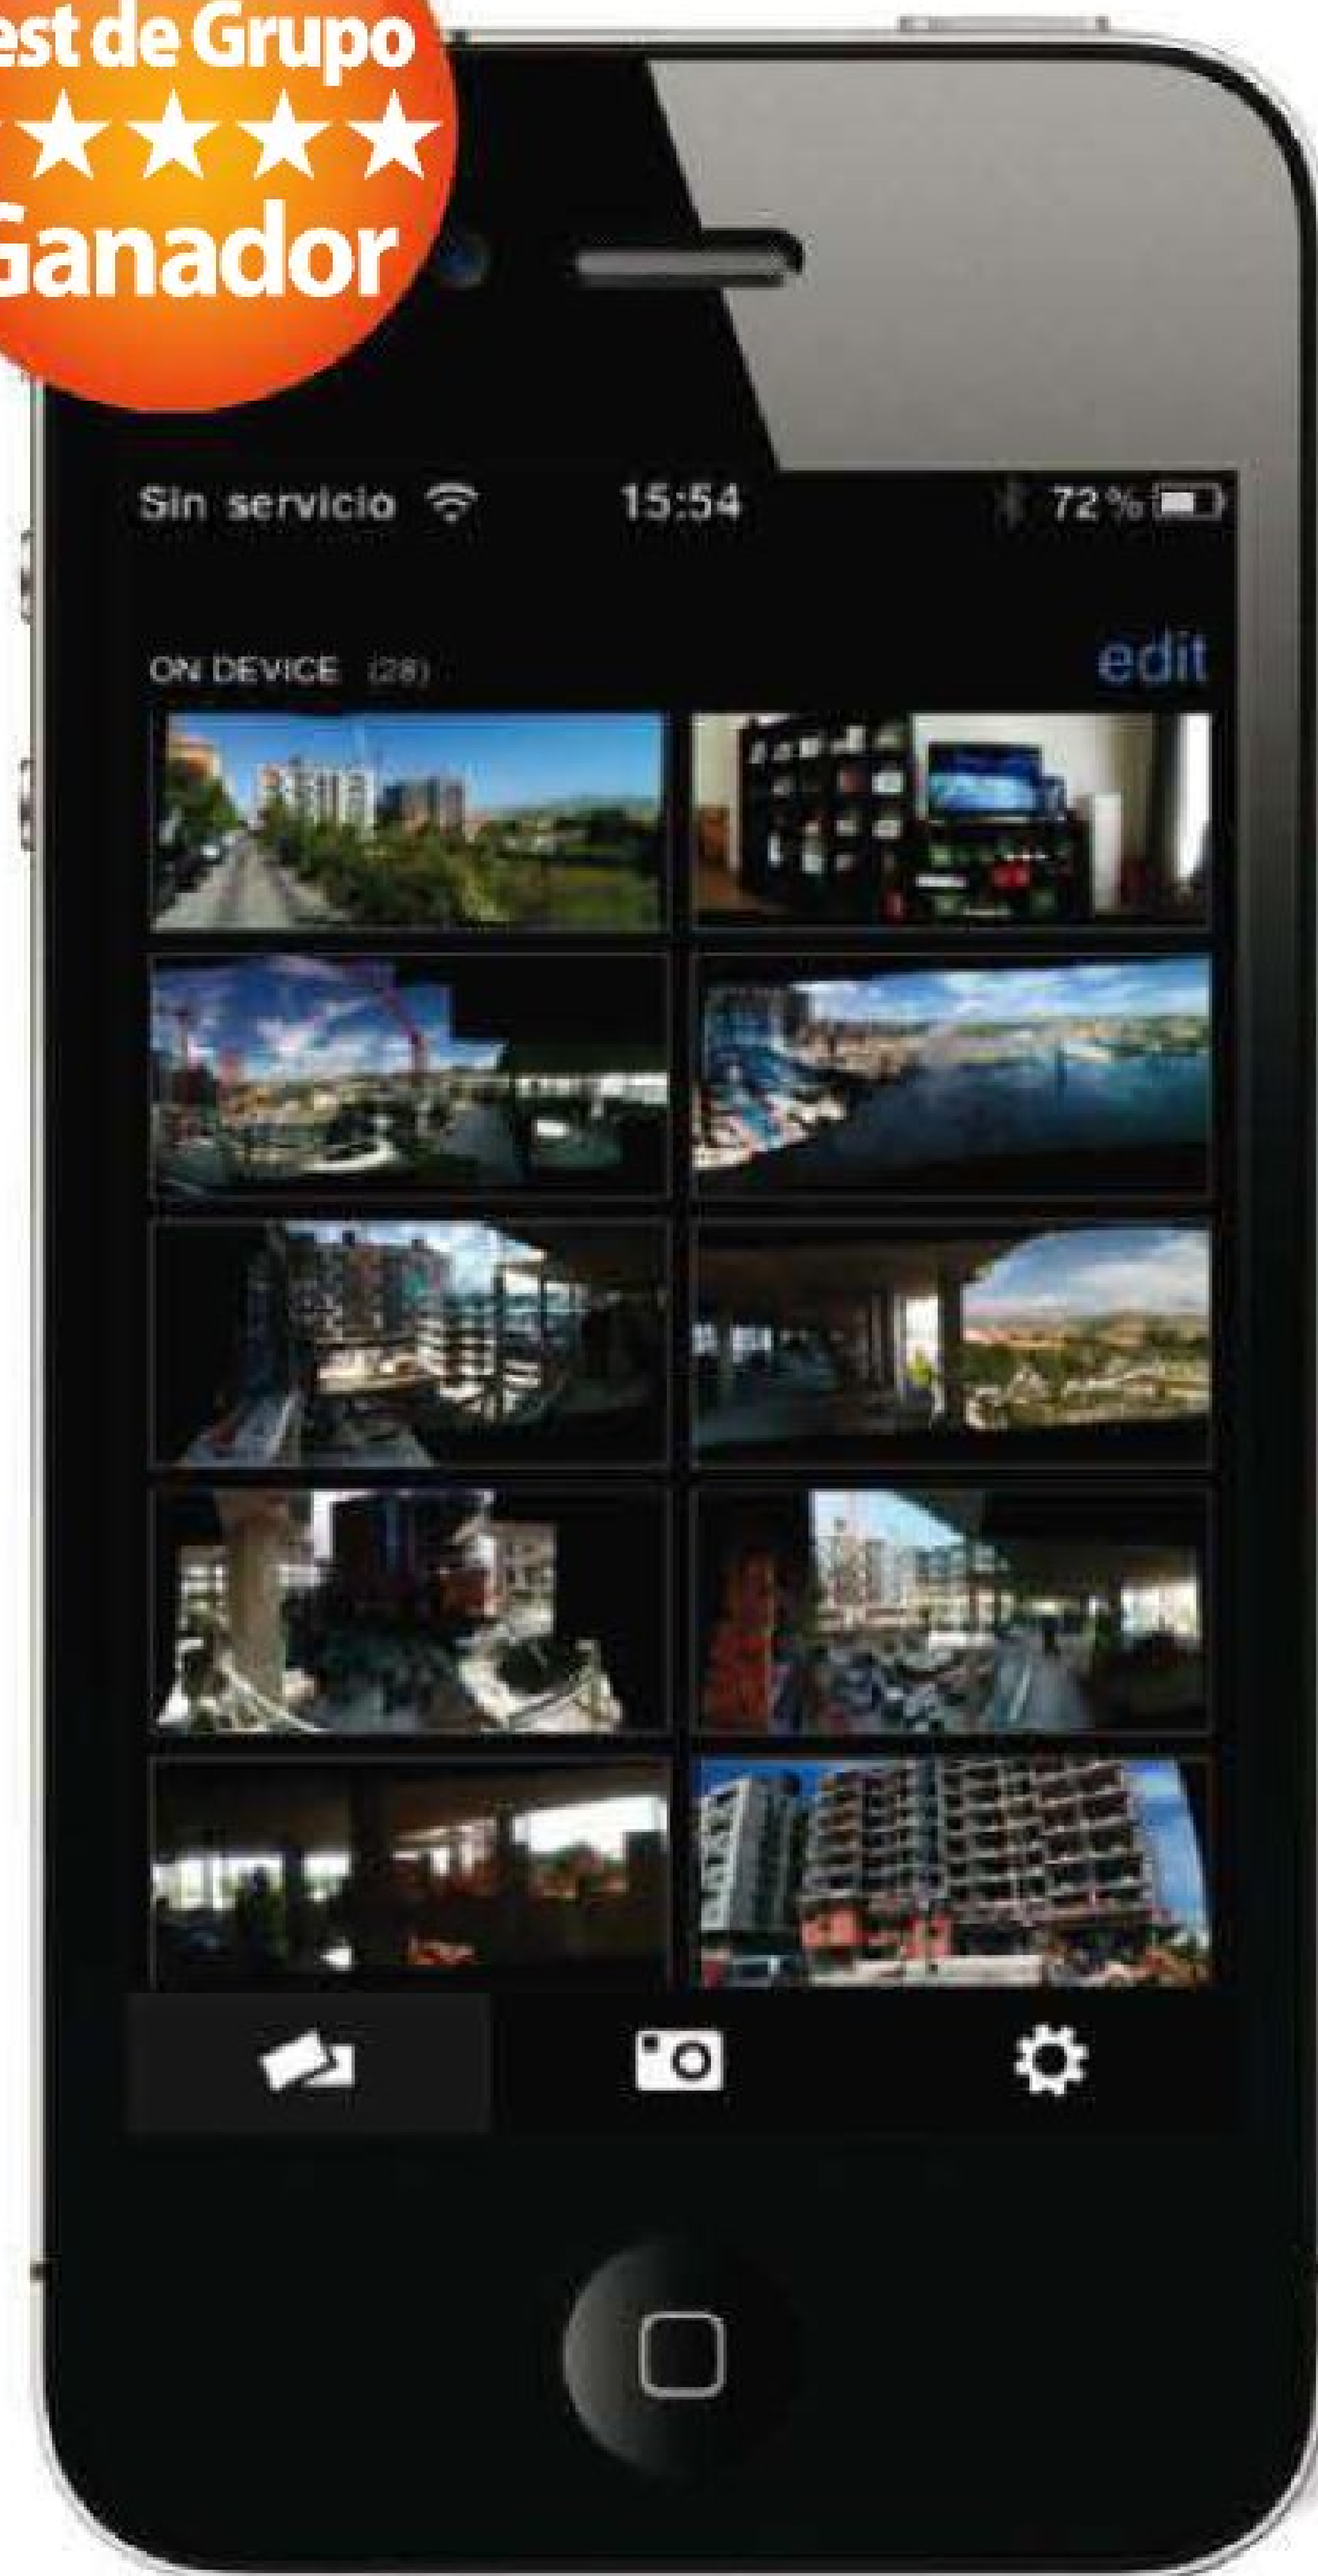 est de Grupo
Ganador
Sin servicio 15:54 72%
ON DEVICE (28) edit